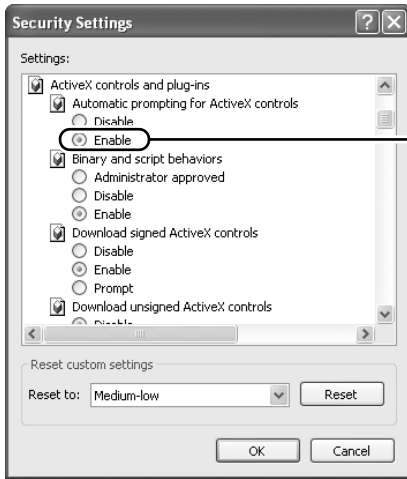 Security Settings
Settings:
ActiveX controls and plug-ins
Automatic prompting for ActiveX controls
Disable
Enable
Binary and script behaviors
Administrator approved
Disable
Enable
Download signed ActiveX controls
Disable
Enable
Prompt
Download unsigned ActiveX controls
Disable
Reset custom settings
Reset to: Medium-low Reset
OK Cancel